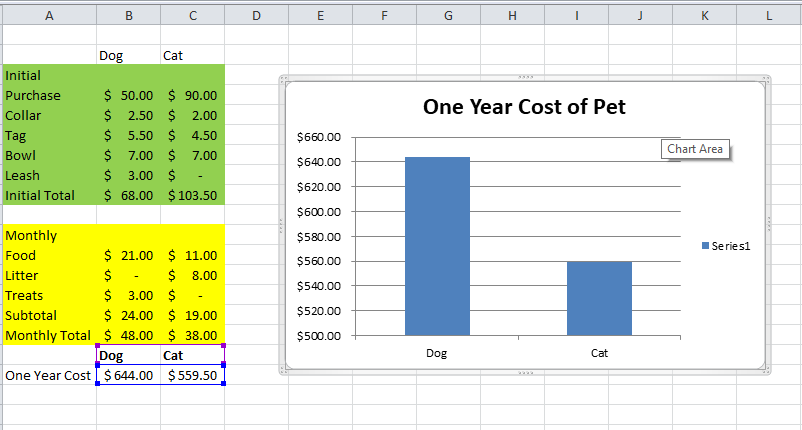 A B C D E F G H I J K L
Dog Cat
Initial
Purchase $ 50.00 $ 90.00
Collar $ 2.50 $ 2.00
Tag $ 5.50 $ 4.50
Bowl $ 7.00 $ 7.00
Leash $ 3.00 $ -
Initial Total $ 68.00 $ 103.50
Monthly
Food $ 21.00 $ 11.00
Litter $ - $ 8.00
Treats $ 3.00 $ -
Subtotal $ 24.00 $ 19.00
Monthly Total $ 48.00 $ 38.00
Dog Cat
One Year Cost $ 644.00 $ 559.50
One Year Cost of Pet
Chart Area
$660.00
$640.00
$620.00
$600.00
$580.00
$560.00
$540.00
$520.00
$500.00
Dog Cat
Series1